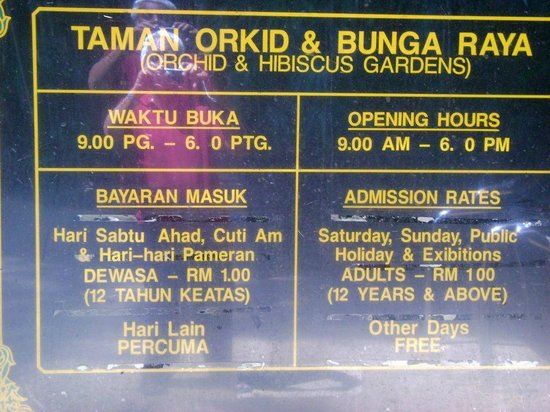 TAMAN ORKID & BUNGA RAYA
(ORCHID & HIBISCUS GARDENS)
WAKTU BUKA
9.00 PG. – 6. 0 PTG.
OPENING HOURS
9.00 AM – 6. 0 PM
BAYARAN MASUK
Hari Sabtu Ahad, Cuti Am
& Hari-hari Pameran
DEWASA – RM 1.00
(12 TAHUN KEATAS)
Hari Lain
PERCUMA
ADMISSION RATES
Saturday, Sunday, Public
Holiday & Exibitions
ADULTS – RM 1 00
(12 YEARS & ABOVE)
Other Days
FREE